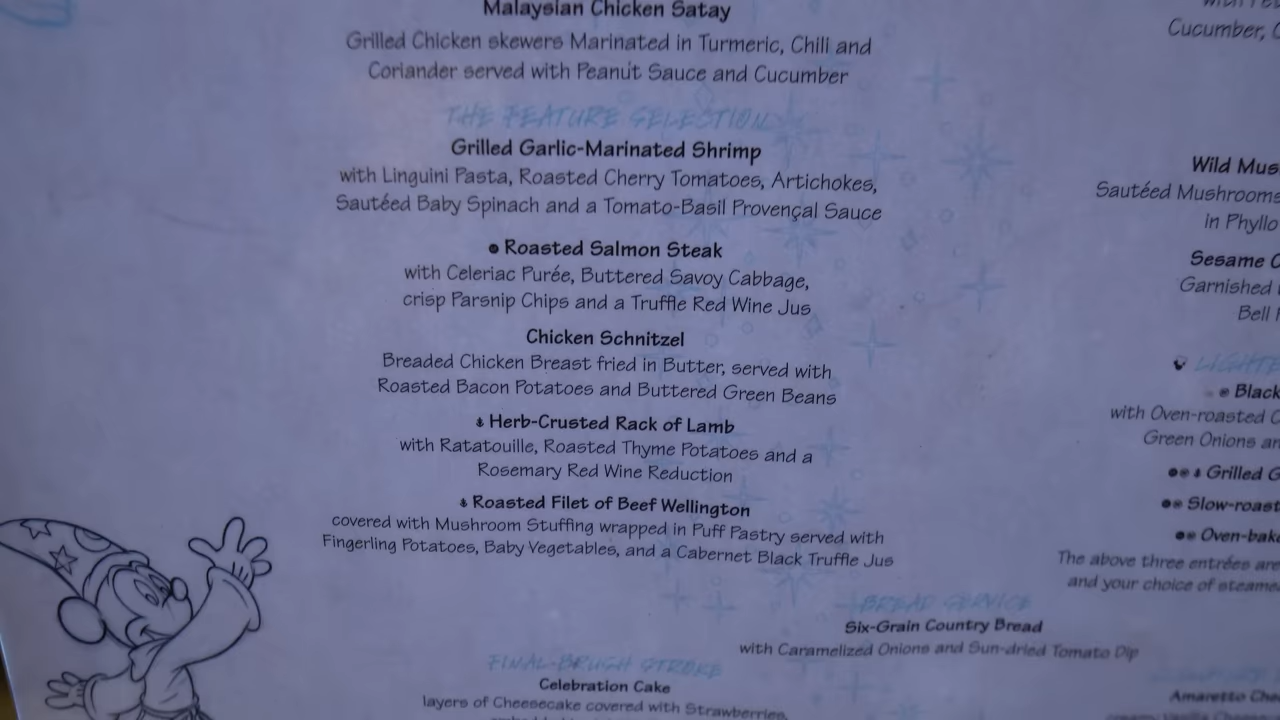 Malaysian Chicken Satay
Grilled Chicken skewers Marinated in Turmeric, Chili and
Coriander served with Peanut Sauce and Cucumber
THE FEATURE SELECTION
Grilled Garlic-Marinated Shrimp
with Linguini Pasta, Roasted Cherry Tomatoes, Artichokes,
Sautéed Baby Spinach and a Tomato-Basil Provençal Sauce
Roasted Salmon Steak
with Celeriac Purée, Buttered Savoy Cabbage,
crisp Parsnip Chips and a Truffle Red Wine Jus
Chicken Schnitzel
Breaded Chicken Breast fried in Butter, served with
Roasted Bacon Potatoes and Buttered Green Beans
Herb-Crusted Rack of Lamb
with Ratatouille, Roasted Thyme Potatoes and a
Rosemary Red Wine Reduction
Roasted Filet of Beef Wellington
covered with Mushroom Stuffing wrapped in Puff Pastry served with
Fingerling Potatoes, Baby Vegetables, and a Cabernet Black Truffle Jus
Cucumber,
Wild Mus
Sautéed Mushrooms
in Phyllo
Sesame
Garnished
Bell
LIGHTE
Black
with Oven-roasted
Green Onions an
Grilled G
Slow-roast
Oven-bake
The above three entrées are
and your choice of steame
BREAD SERVICE
Six-Grain Country Bread
with Caramelized Onions and Sun-dried Tomato Dip
FINAL-BRUSH STROKE
Celebration Cake
layers of Cheesecake covered with Strawberries
Amaretto Cha